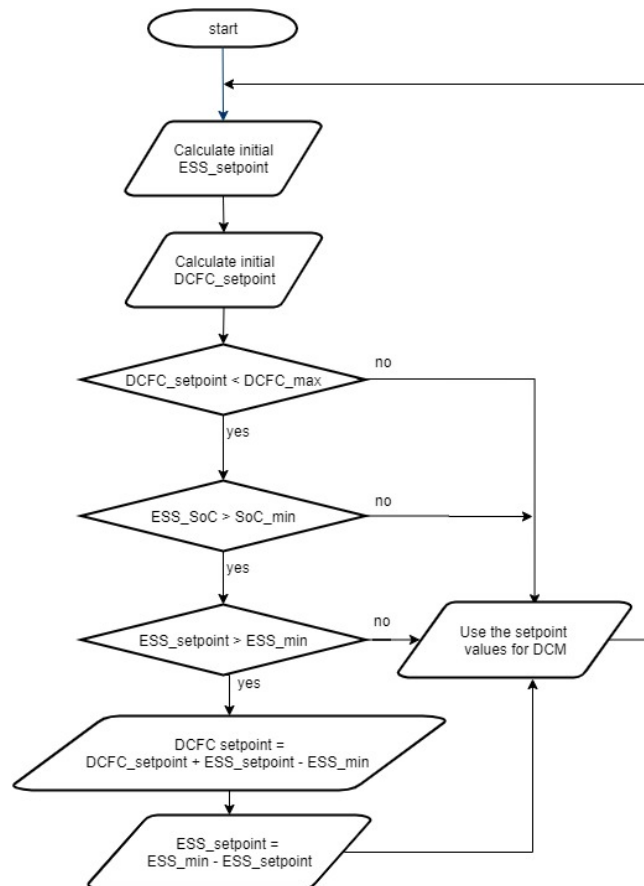 start
Calculate initial
ESS_setpoint
Calculate initial
DCFC_setpoint
DCFC_setpoint < DCFC_max
no
yes
ESS_SoC > SoC_min
no
yes
ESS_setpoint > ESS_min
no
Use the setpoint
values for DCM
yes
DCFC setpoint =
DCFC_setpoint + ESS_setpoint - ESS_min
ESS_setpoint =
ESS_min - ESS_setpoint